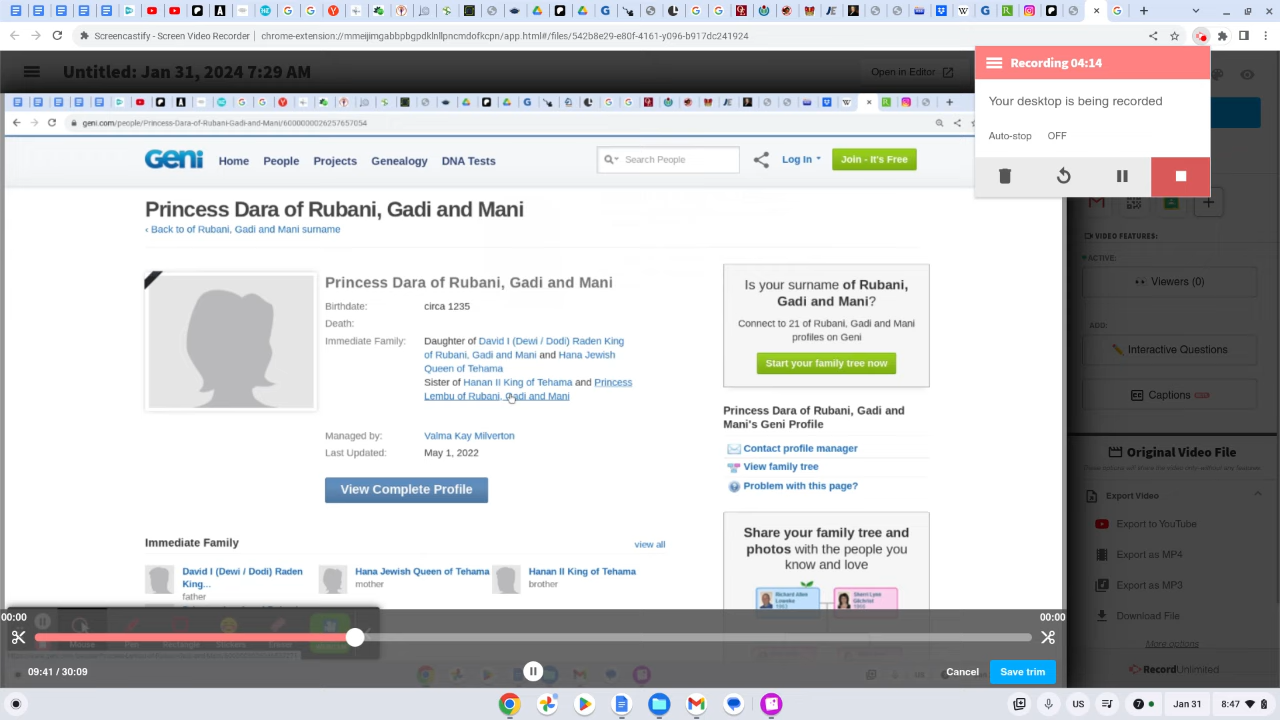 Screencastify - Screen Video Recorder | chrome-extension://mmeijimgabbpbgpdklnllpncmdofkcpn/app.html#/files/542b8e29-e80f-4161-y096-b917dc241924
Untitled: Jan 31, 2024 7:29 AM
Open in Editor
Recording 04:14
Your desktop is being recorded
Auto-stop OFF
geni.com/people/Princess-Dara-of-Rubani-Gadi-and-Mani/6000000026257657054
Geni
Home People Projects Genealogy DNA Tests
Search People
Log In
Join - It's Free
Princess Dara of Rubani, Gadi and Mani
‹ Back to of Rubani, Gadi and Mani surname
Princess Dara of Rubani, Gadi and Mani
Birthdate: circa 1235
Death:
Immediate Family: Daughter of David I (Dewi / Dodi) Raden King
of Rubani, Gadi and Mani and Hana Jewish
Queen of Tehama
Sister of Hanan II King of Tehama and Princess
Lembu of Rubani, Gadi and Mani
Managed by: Valma Kay Milverton
Last Updated: May 1, 2022
View Complete Profile
Immediate Family
view all
David I (Dewi / Dodi) Raden
King...
father
Hana Jewish Queen of Tehama
mother
Hanan II King of Tehama
brother
Is your surname of Rubani,
Gadi and Mani?
Connect to 21 of Rubani, Gadi and Mani
profiles on Geni
Start your family tree now
Princess Dara of Rubani, Gadi and
Mani's Geni Profile
Contact profile manager
View family tree
Problem with this page?
Share your family tree and
photos with the people you
know and love
VIDEO FEATURES:
ACTIVE:
Viewers (0)
ADD:
Interactive Questions
Captions
Original Video File
Export Video
Export to YouTube
Export as MP4
Export as MP3
Download File
More options
RecordUnlimited
00:00
00:00
Mouse Pen Rectangle Stickers Eraser
09:41 / 30:09
Cancel
Save trim
US
7
Jan 31
8:47